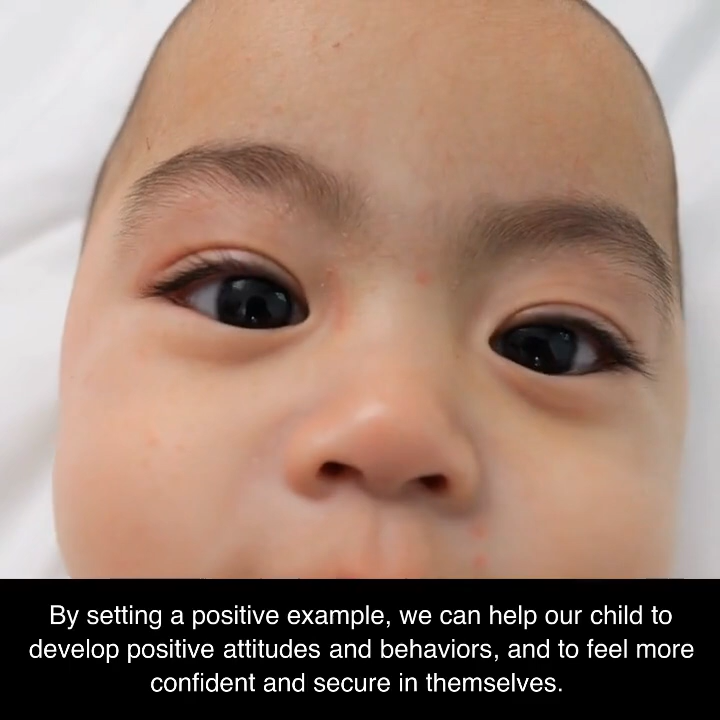 By setting a positive example, we can help our child to
develop positive attitudes and behaviors, and to feel more
confident and secure in themselves.